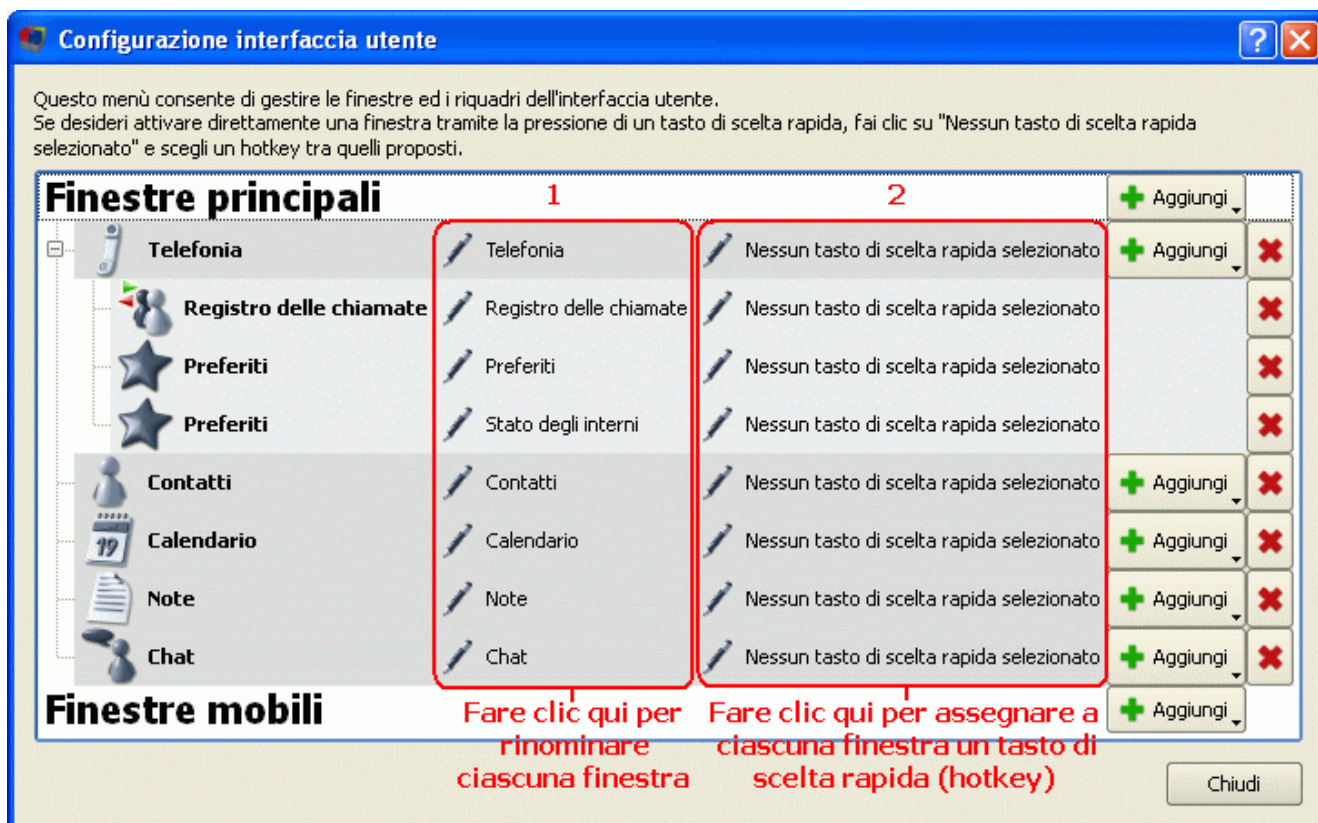 Configurazione interfaccia utente
Questo menù consente di gestire le finestre ed i riquadri dell'interfaccia utente.
Se desideri attivare direttamente una finestra tramite la pressione di un tasto di scelta rapida, fai clic su "Nessun tasto di scelta rapida
selezionato" e scegli un hotkey tra quelli proposti.
Finestre principali 1 2 Aggiungi
Telefonia Telefonia Nessun tasto di scelta rapida selezionato Aggiungi
Registro delle chiamate Registro delle chiamate Nessun tasto di scelta rapida selezionato
Preferiti Preferiti Nessun tasto di scelta rapida selezionato
Preferiti Stato degli interni Nessun tasto di scelta rapida selezionato
Contatti Contatti Nessun tasto di scelta rapida selezionato Aggiungi
19 Calendario Calendario Nessun tasto di scelta rapida selezionato Aggiungi
Note Note Nessun tasto di scelta rapida selezionato Aggiungi
Chat Chat Nessun tasto di scelta rapida selezionato Aggiungi
Finestre mobili Aggiungi
Fare clic qui per
rinominare
ciascuna finestra
Fare clic qui per assegnare a
ciascuna finestra un tasto di
scelta rapida (hotkey)
Chiudi